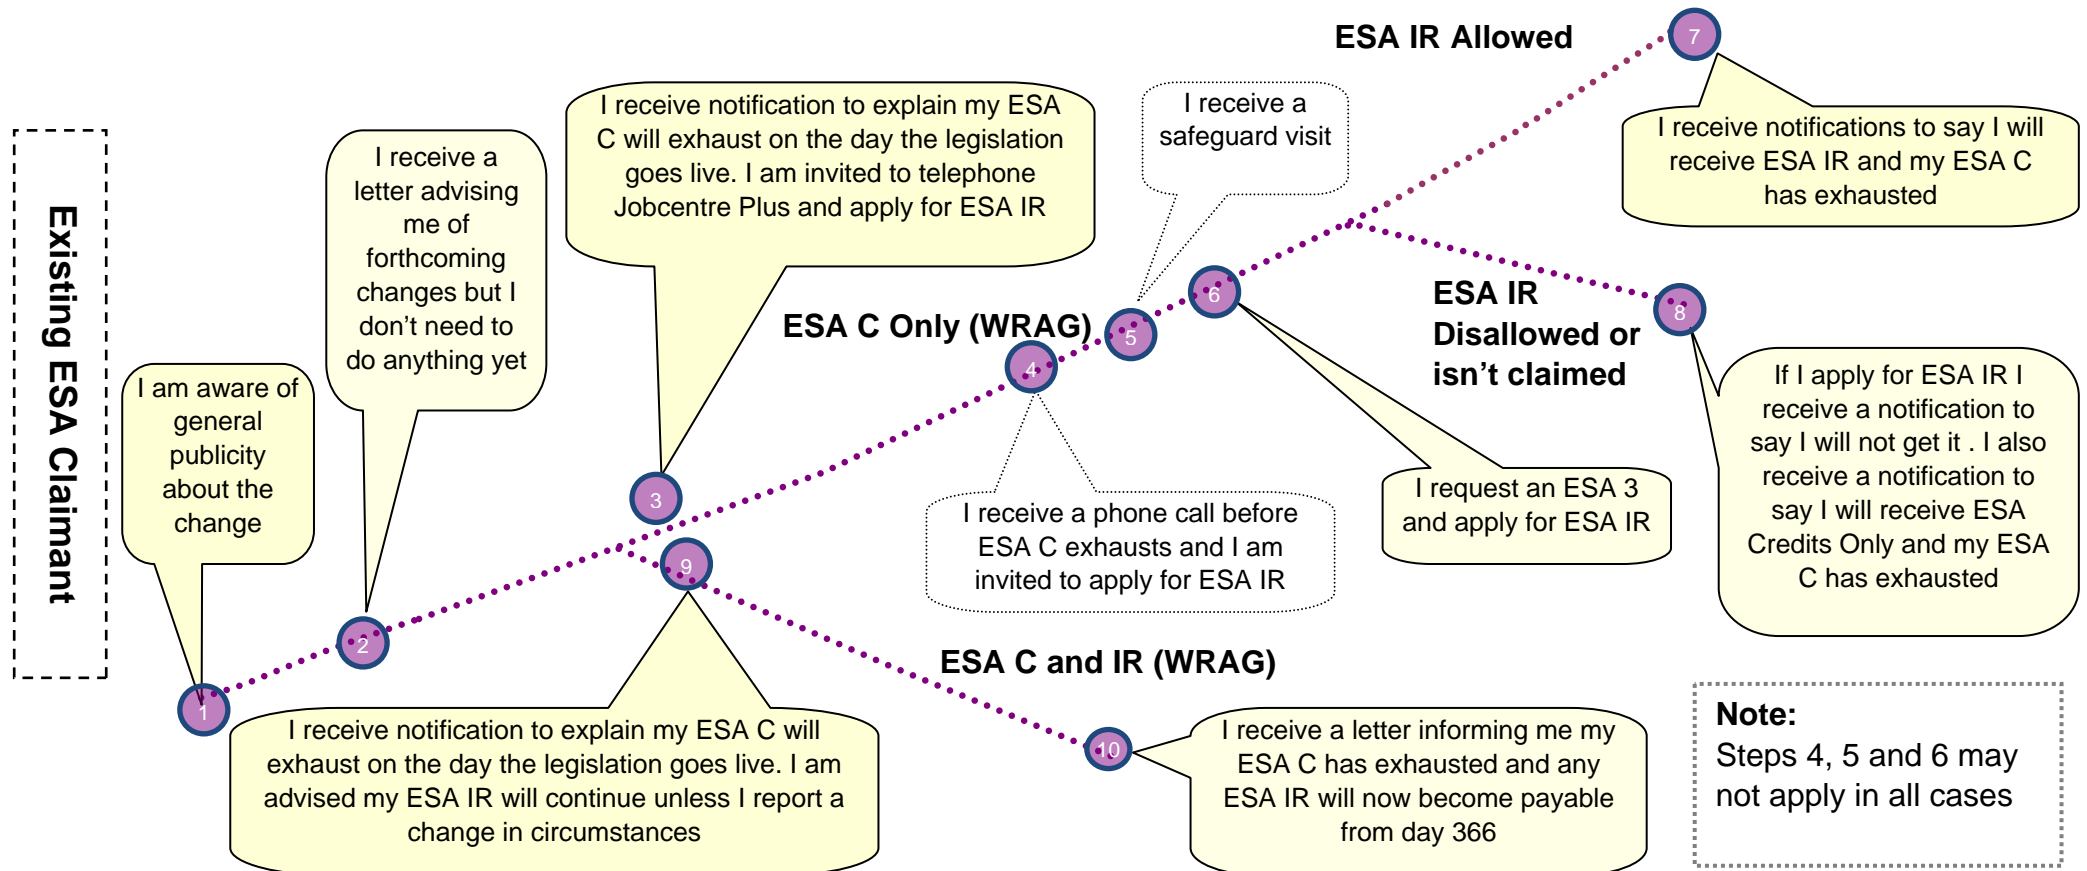 Existing ESA Claimant
I am aware of
general
publicity
about the
change
1
I receive a
letter advising
me of
forthcoming
changes but I
don’t need to
do anything yet
2
I receive notification to explain my ESA
C will exhaust on the day the legislation
goes live. I am invited to telephone
Jobcentre Plus and apply for ESA IR
3
ESA C Only (WRAG)
4
I receive a phone call before
ESA C exhausts and I am
invited to apply for ESA IR
I receive a
safeguard visit
5
6
I request an ESA 3
and apply for ESA IR
ESA IR Allowed
7
I receive notifications to say I will
receive ESA IR and my ESA C
has exhausted
ESA IR
Disallowed or
isn’t claimed
8
If I apply for ESA IR I
receive a notification to
say I will not get it . I also
receive a notification to
say I will receive ESA
Credits Only and my ESA
C has exhausted
9
I receive notification to explain my ESA C will
exhaust on the day the legislation goes live. I am
advised my ESA IR will continue unless I report a
change in circumstances
ESA C and IR (WRAG)
10
I receive a letter informing me my
ESA C has exhausted and any
ESA IR will now become payable
from day 366
Note:
Steps 4, 5 and 6 may
not apply in all cases